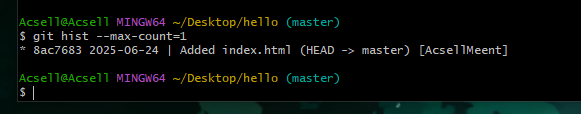 Acsell@Acsell MINGW64 ~/Desktop/hello (master)
$ git hist --max-count=1
* 8ac7683 2025-06-24 | Added index.html (HEAD -> master) [AcsellMeent]
Acsell@Acsell MINGW64 ~/Desktop/hello (master)
$